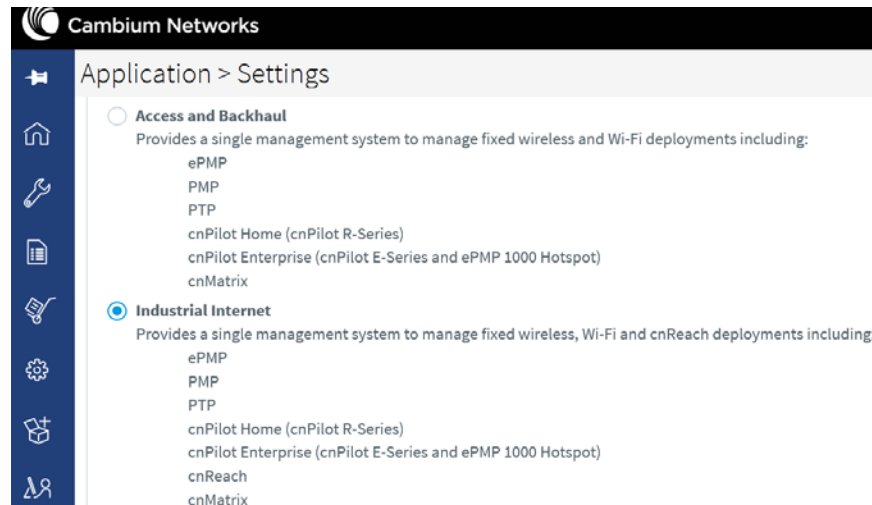 Cambium Networks
Application > Settings
Access and Backhaul
Provides a single management system to manage fixed wireless and Wi-Fi deployments including:
ePMP
PMP
PTP
cnPilot Home (cnPilot R-Series)
cnPilot Enterprise (cnPilot E-Series and ePMP 1000 Hotspot)
cnMatrix
Industrial Internet
Provides a single management system to manage fixed wireless, Wi-Fi and cnReach deployments including
ePMP
PMP
PTP
cnPilot Home (cnPilot R-Series)
cnPilot Enterprise (cnPilot E-Series and ePMP 1000 Hotspot)
cnReach
cnMatrix